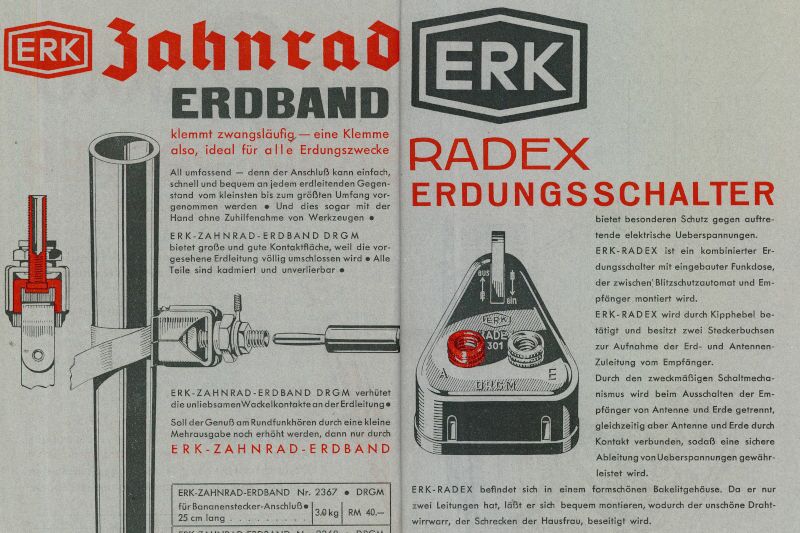 ERK Zahnrad
ERDBAND
klemmt zwangsläufig — eine Klemme
also, ideal für alle Erdungszwecke
All umfassend — denn der Anschluß kann einfach,
schnell und bequem an jedem erdleitenden Gegen-
stand vom kleinsten bis zum größten Umfang vor-
genommen werden ● Und dies sogar mit der
Hand ohne Zuhilfenahme von Werkzeugen ●
ERK-ZAHNRAD-ERDBAND DRGM
bietet große und gute Kontaktfläche, weil die vor-
gesehene Erdleitung völlig umschlossen wird ● Alle
Teile sind kadmiert und unverlierbar ●
ERK-ZAHNRAD-ERDBAND DRGM verhütet
die unliebsamen Wackelkontakte an der Erdleitung ●
Soll der Genuß am Rundfunkhören durch eine kleine
Mehrausgabe noch erhöht werden, dann nur durch
ERK-ZAHNRAD-ERDBAND
ERK-ZAHNRAD-ERDBAND Nr. 2367 ● DRGM
für Bananenstecker-Anschluß ●
25 cm lang . . . . . . . . . 3.0 kg RM 40.—
ERK
RADEX
ERDUNGSSCHALTER
bietet besonderen Schutz gegen auftre-
tende elektrische Ueberspannungen.
ERK-RADEX ist ein kombinierter Er-
dungsschalter mit eingebauter Funkdose,
der zwischen Blitzschutzautomat und Em-
pfänger montiert wird.
ERK-RADEX wird durch Kipphebel be-
tätigt und besitzt zwei Steckerbuchsen
zur Aufnahme der Erd- und Antennen-
Zuleitung vom Empfänger.
Durch den zweckmäßigen Schaltmecha-
nismus wird beim Ausschalten der Em-
pfänger von Antenne und Erde getrennt,
gleichzeitig aber Antenne und Erde durch
Kontakt verbunden, sodaß eine sichere
Ableitung von Ueberspannungen gewähr-
leistet wird.
AUS
EIN
ERK
301
A
E
DRGM
ERK-RADEX befindet sich in einem formschönen Bakelitgehäuse. Da er nur
zwei Leitungen hat, läßt er sich bequem montieren, wodurch der unschöne Draht-
wirrwarr, der Schrecken der Hausfrau, beseitigt wird.